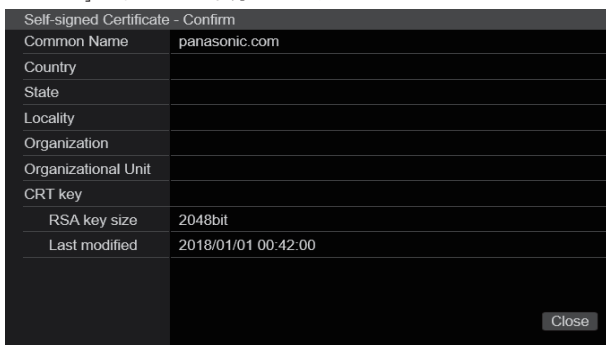 Self-signed Certificate - Confirm
Common Name panasonic.com
Country
State
Locality
Organization
Organizational Unit
CRT key
RSA key size 2048bit
Last modified 2018/01/01 00:42:00
Close